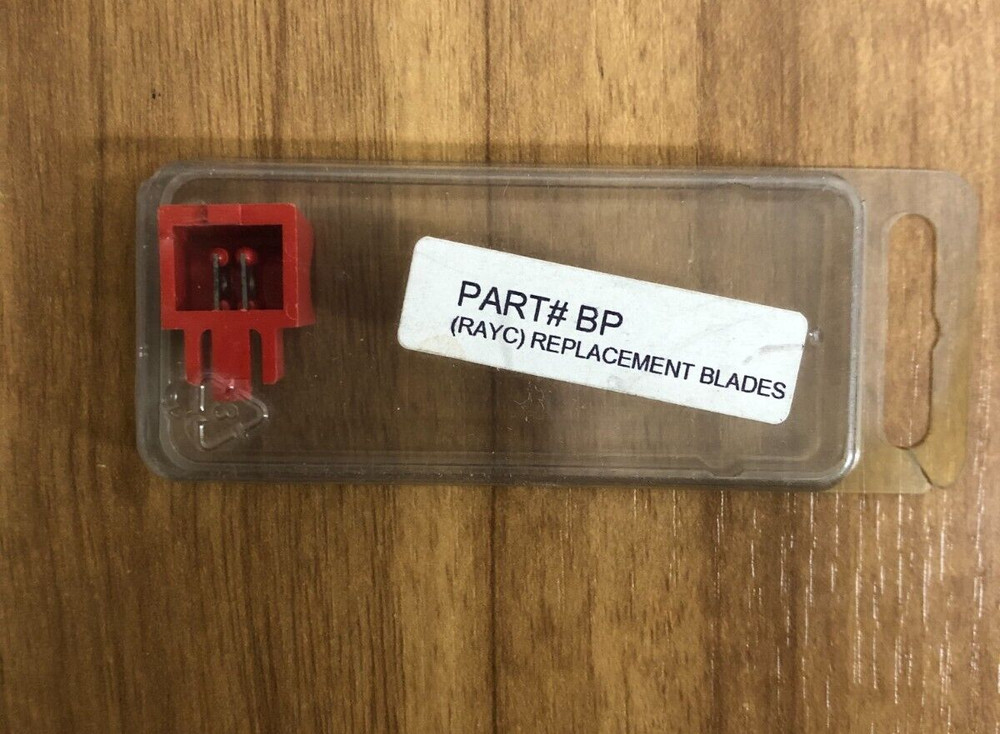 PART# BP
(RAYC) REPLACEMENT BLADES